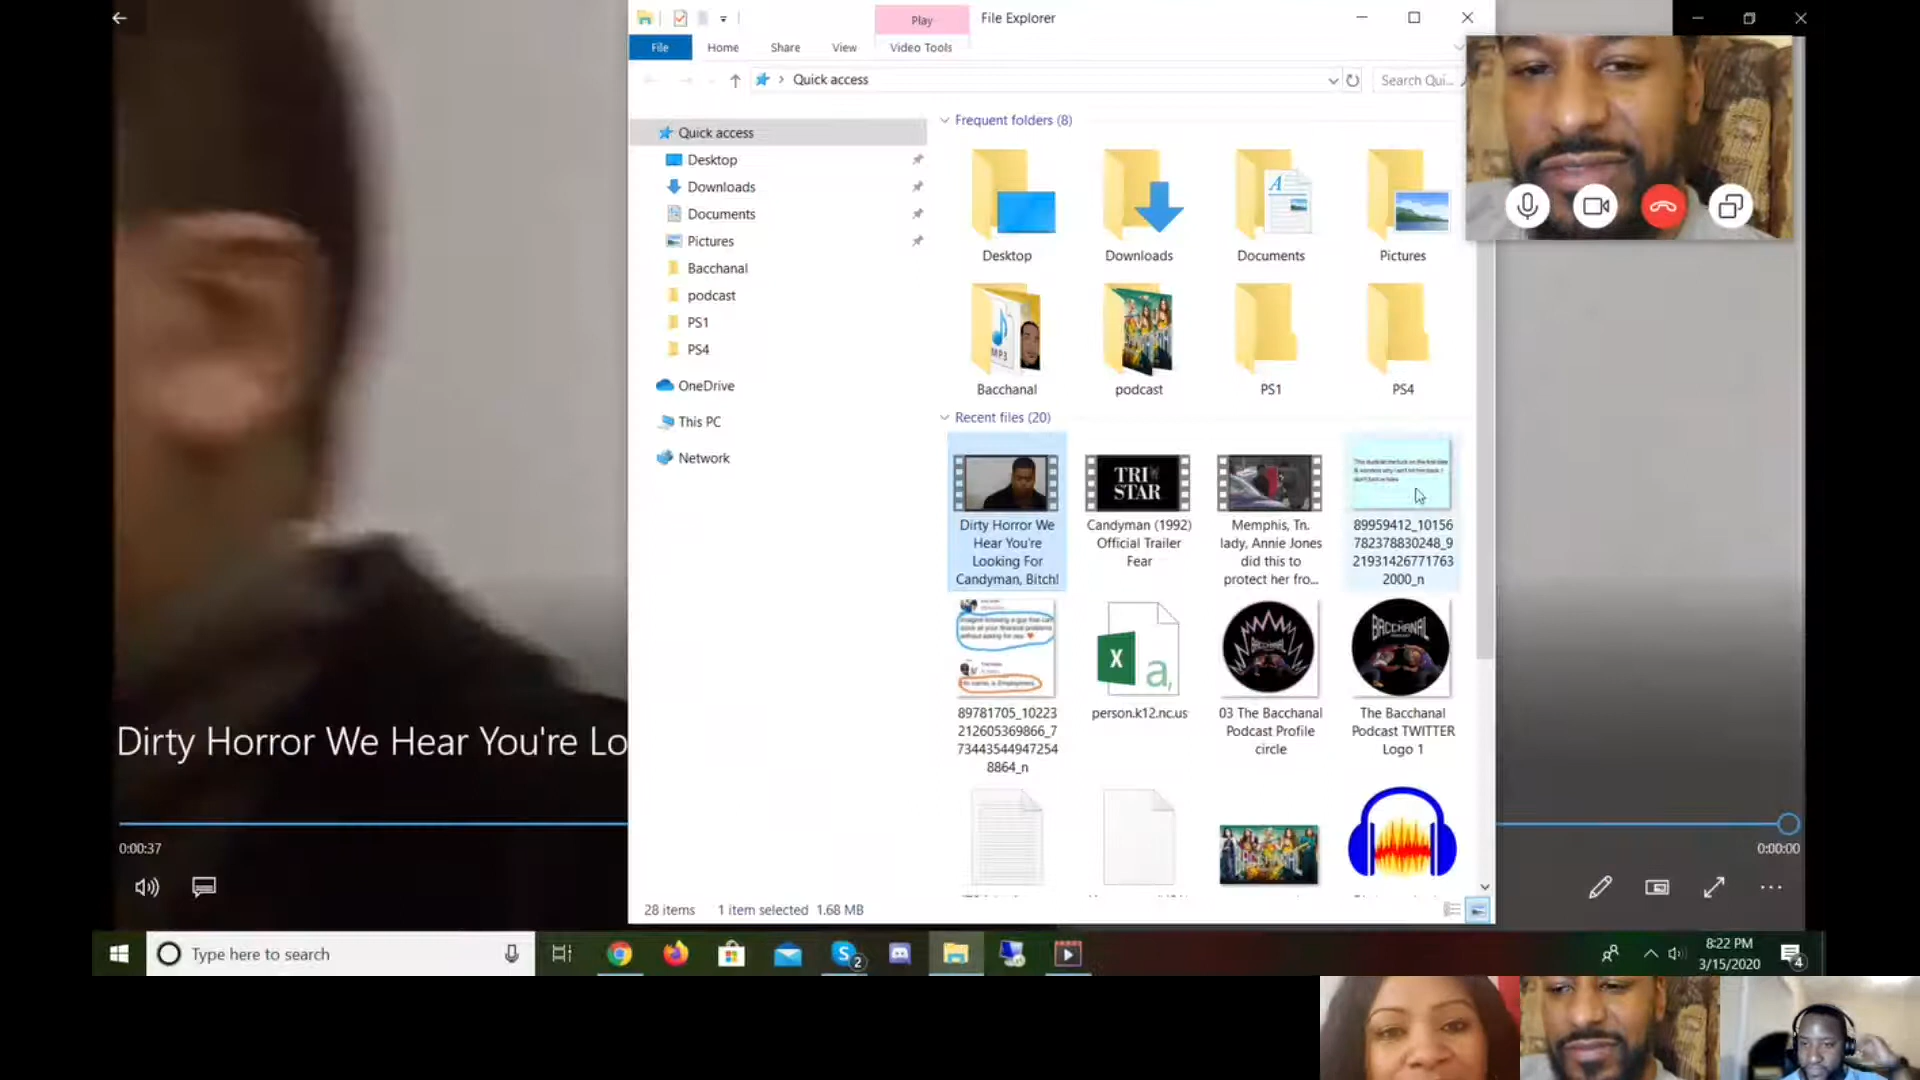 Play
File Explorer
File
Home
Share
View
Video Tools
Quick access
Search Qui...
Quick access
Desktop
Downloads
Documents
Pictures
Bacchanal
podcast
PS1
PS4
OneDrive
This PC
Network
Frequent folders (8)
Desktop
Downloads
Documents
Pictures
MP3
Bacchanal
podcast
PS1
PS4
Recent files (20)
TRI
STAR
Dirty Horror We
Hear You're
Looking For
Candyman, Bitch!
Candyman (1992)
Official Trailer
Fear
Memphis, Tn.
lady, Annie Jones
did this to
protect her fro...
89959412_10156
782378830248_9
21931426771763
2000_n
89781705_10223
212605369866_7
73443544947254
8864_n
person.k12.nc.us
BACCHANAL
03 The Bacchanal
Podcast Profile
circle
BACCHANAL
The Bacchanal
Podcast TWITTER
Logo 1
BACCHANAL
28 items
1 item selected 1.68 MB
Dirty Horror We Hear You're Lo
0:00:37
0:00:00
Type here to search
2
8:22 PM
3/15/2020
4